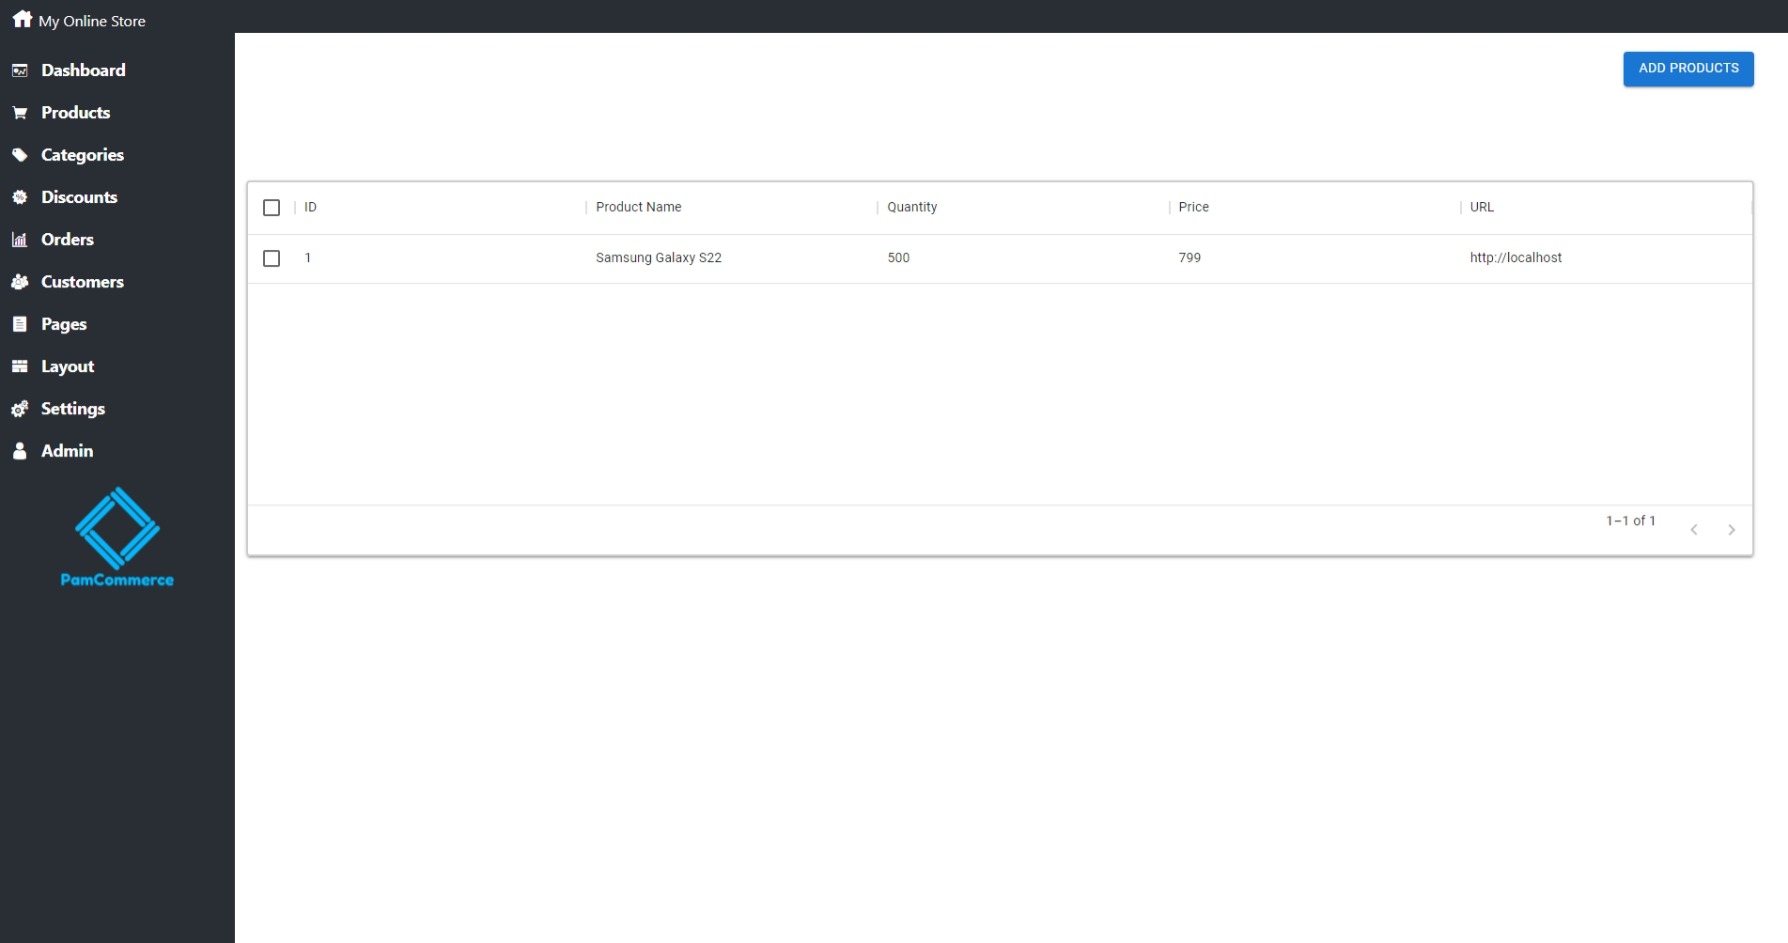 My Online Store
Dashboard
Products
Categories
Discounts
Orders
Customers
Pages
Layout
Settings
Admin
PamCommerce
ADD PRODUCTS
ID Product Name Quantity Price URL
1 Samsung Galaxy S22 500 799 http://localhost
1–1 of 1